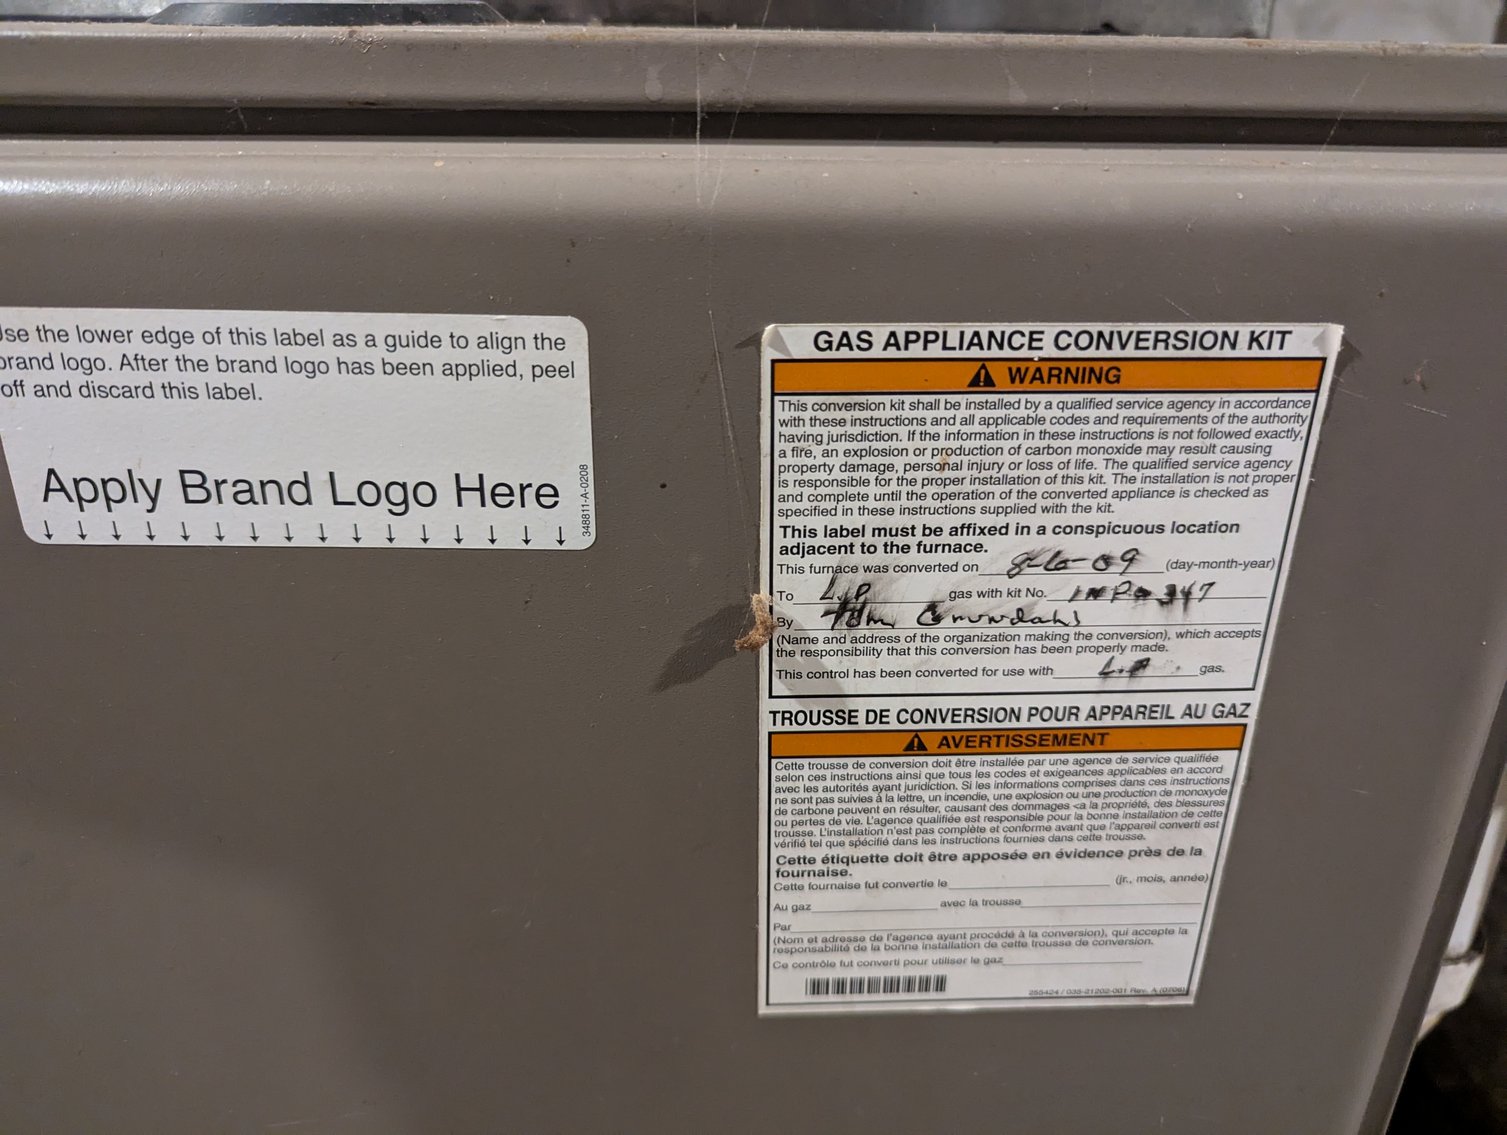 Use the lower edge of this label as a guide to align the
brand logo. After the brand logo has been applied, peel
off and discard this label.
Apply Brand Logo Here
↓ ↓ ↓ ↓ ↓ ↓ ↓ ↓ ↓ ↓ ↓ ↓ ↓ ↓ ↓ ↓
348811-A-0208
GAS APPLIANCE CONVERSION KIT
WARNING
This conversion kit shall be installed by a qualified service agency in accordance
with these instructions and all applicable codes and requirements of the authority
having jurisdiction. If the information in these instructions is not followed exactly,
a fire, an explosion or production of carbon monoxide may result causing
property damage, personal injury or loss of life. The qualified service agency
is responsible for the proper installation of this kit. The installation is not proper
and complete until the operation of the converted appliance is checked as
specified in these instructions supplied with the kit.
This label must be affixed in a conspicuous location
adjacent to the furnace.
This furnace was converted on 8-6-09 (day-month-year)
To L.P gas with kit No.
By Tom
(Name and address of the organization making the conversion), which accepts
the responsibility that this conversion has been properly made.
This control has been converted for use with L.P. gas.
TROUSSE DE CONVERSION POUR APPAREIL AU GAZ
AVERTISSEMENT
Cette trousse de conversion doit être installée par une agence de service qualifiée
selon ces instructions ainsi que tous les codes et exigeances applicables en accord
avec les autorités ayant juridiction. Si les informations comprises dans ces instructions
ne sont pas suivies à la lettre, un incendie, une explosion ou une production de monoxyde
de carbone peuvent en résulter, causant des dommages <a la propriété, des blessures
ou pertes de vie. L'agence qualifiée est responsible pour la bonne installation de cette
trousse. L'installation n'est pas complète et conforme avant que l'appareil converti est
vérifié tel que spécifié dans les instructions fournies dans cette trousse.
Cette étiquette doit être apposée en évidence près de la
fournaise.
Cette fournaise fut convertie le (jr., mois, année)
Au gaz avec la trousse
Par
(Nom et adresse de l'agence ayant procédé à la conversion), qui accepte la
responsabilité de la bonne installation de cette trousse de conversion.
Ce contrôle fut converti pour utiliser le gaz
255424 / 035-21202-001 Rev. A (0706)